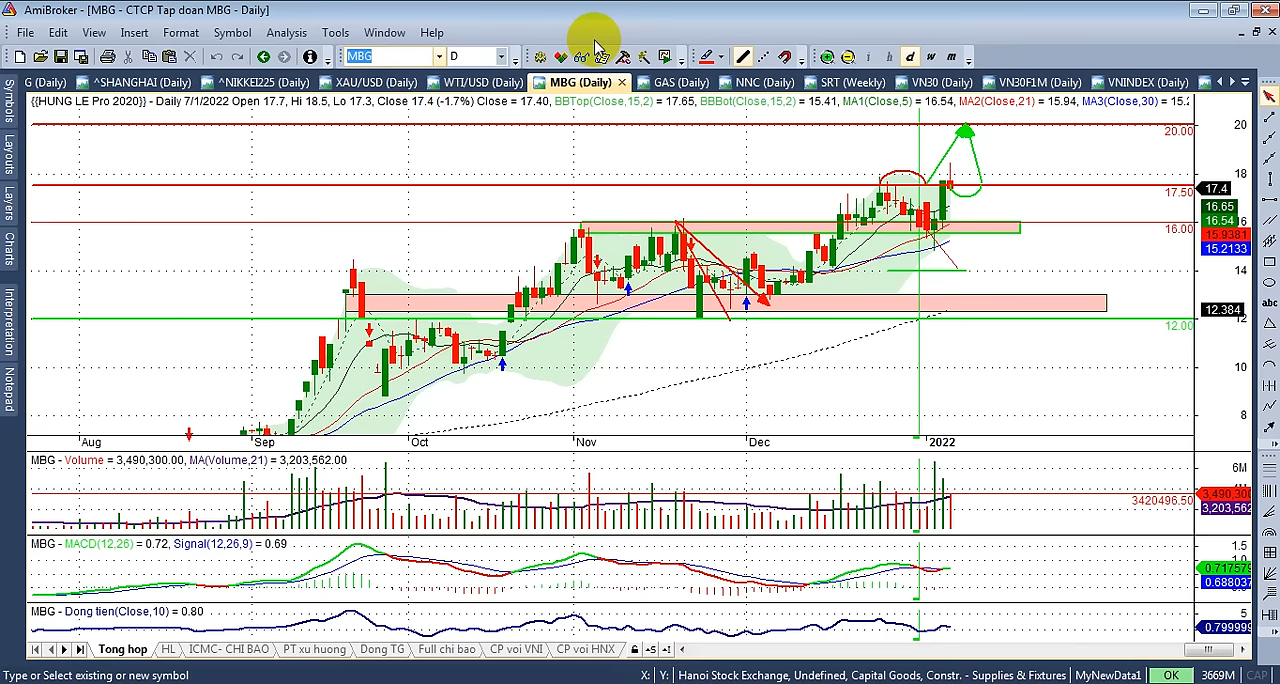 AmiBroker - [MBG - CTCP Tap doan MBG - Daily]
File Edit View Insert Format Symbol Analysis Tools Window Help
MBG D i h d w m
G (Daily) ^SHANGHAI (Daily) ^NIKKEI225 (Daily) XAU/USD (Daily) WTI/USD (Daily) MBG (Daily) GAS (Daily) NNC (Daily) SRT (Weekly) VN30 (Daily) VN30F1M (Daily) VNINDEX (Daily)
{{HUNG LE Pro 2020}} - Daily 7/1/2022 Open 17.7, Hi 18.5, Lo 17.3, Close 17.4 (-1.7%) Close = 17.40, BBTop(Close,15,2) = 17.65, BBBot(Close,15,2) = 15.41, MA1(Close,5) = 16.54, MA2(Close,21) = 15.94, MA3(Close,30) = 15.2
Symbols
Layouts
Layers
Charts
Interpretation
Notepad
abc
20.00 20
18
17.4
17.50
16.65
16.54 16
16.00
15.9381
15.2133
14
12.384
12
12.00
10
8
Aug Sep Oct Nov Dec 2022
MBG - Volume = 3,490,300.00, MA(Volume,21) = 3,203,562.00
6M
3420496.50 3,490,300
3,203,562
MBG - MACD(12,26) = 0.72, Signal(12,26,9) = 0.69
1.5
0.717579
0.688037
MBG - Dong tien(Close,10) = 0.80
5
0.799999
Tong hop HL ICMC- CHI BAO PT xu huong Dong TG Full chi bao CP voi VNI CP voi HNX
Type or Select existing or new symbol X: Y: Hanoi Stock Exchange, Undefined, Capital Goods, Constr. - Supplies & Fixtures MyNewData1 OK 3669M CAP